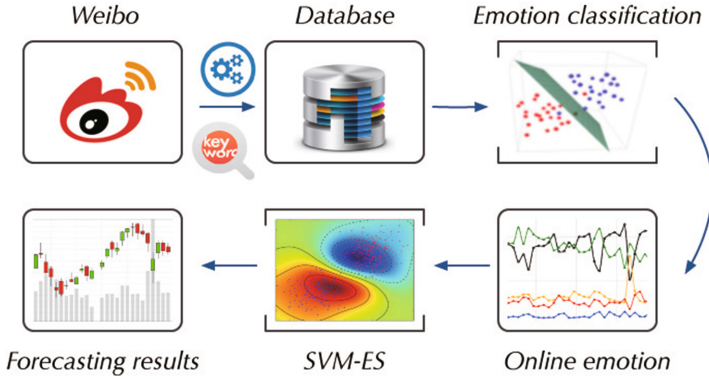 Weibo
Database
Emotion classification
key
word
Forecasting results
SVM-ES
Online emotion